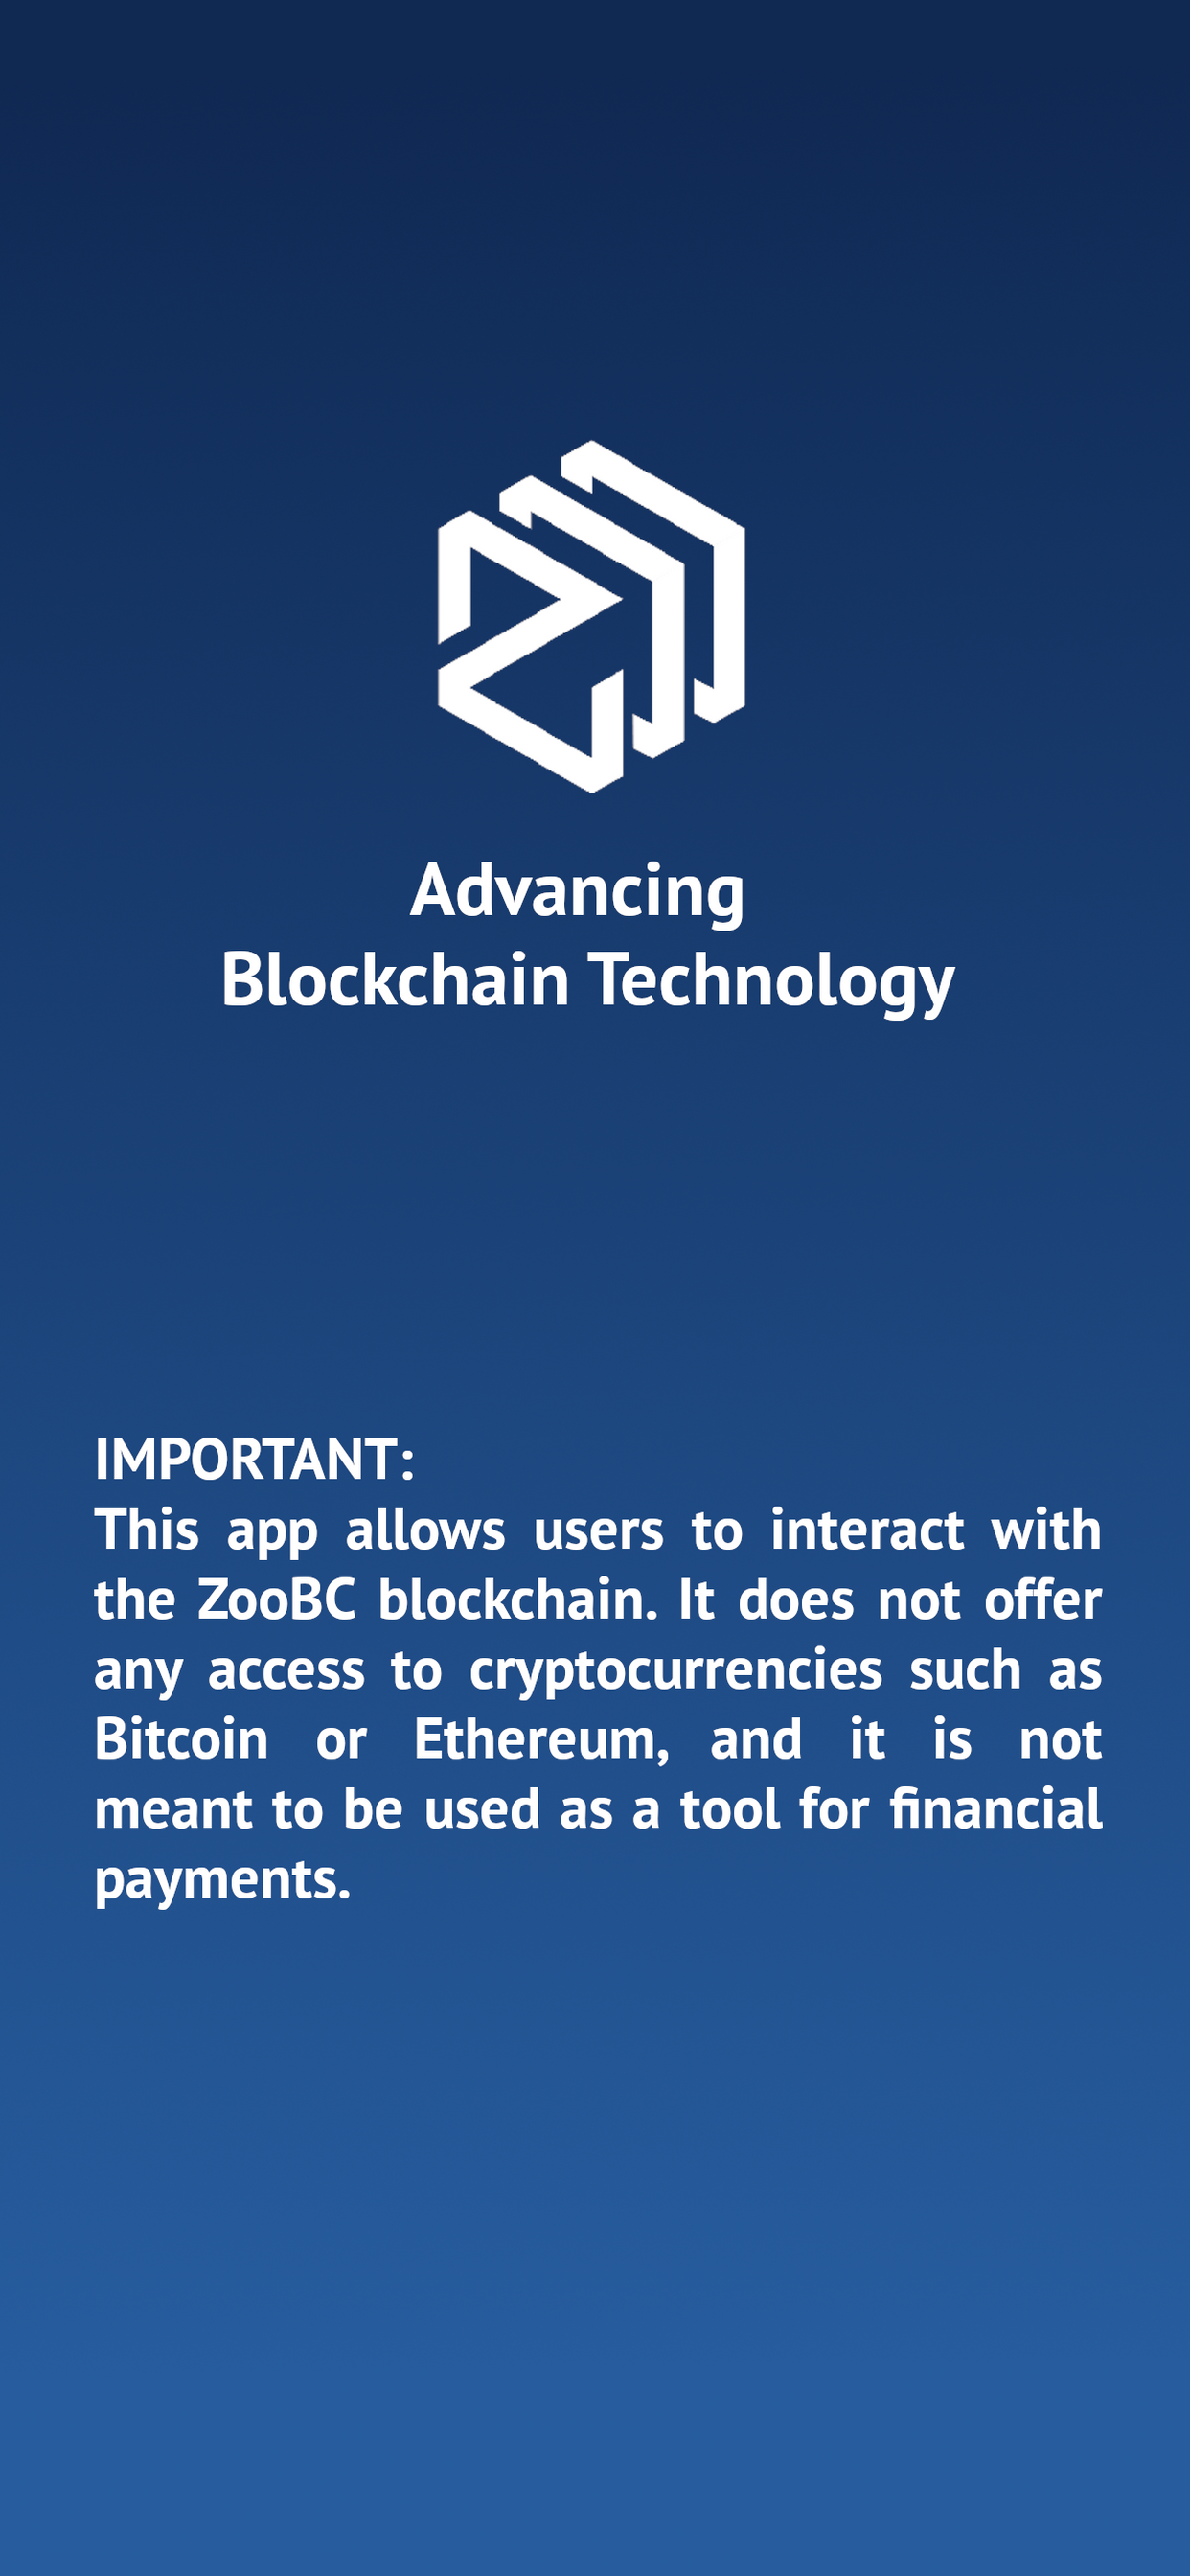 Advancing
Blockchain Technology
IMPORTANT:
This app allows users to interact with
the ZooBC blockchain. It does not offer
any access to cryptocurrencies such as
Bitcoin or Ethereum, and it is not
meant to be used as a tool for financial
payments.